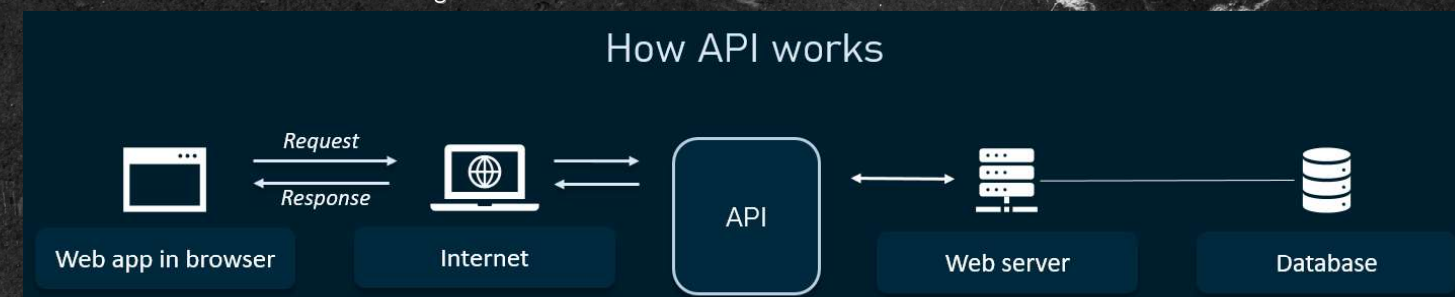 How API works
Request
Response
API
Web app in browser
Internet
Web server
Database